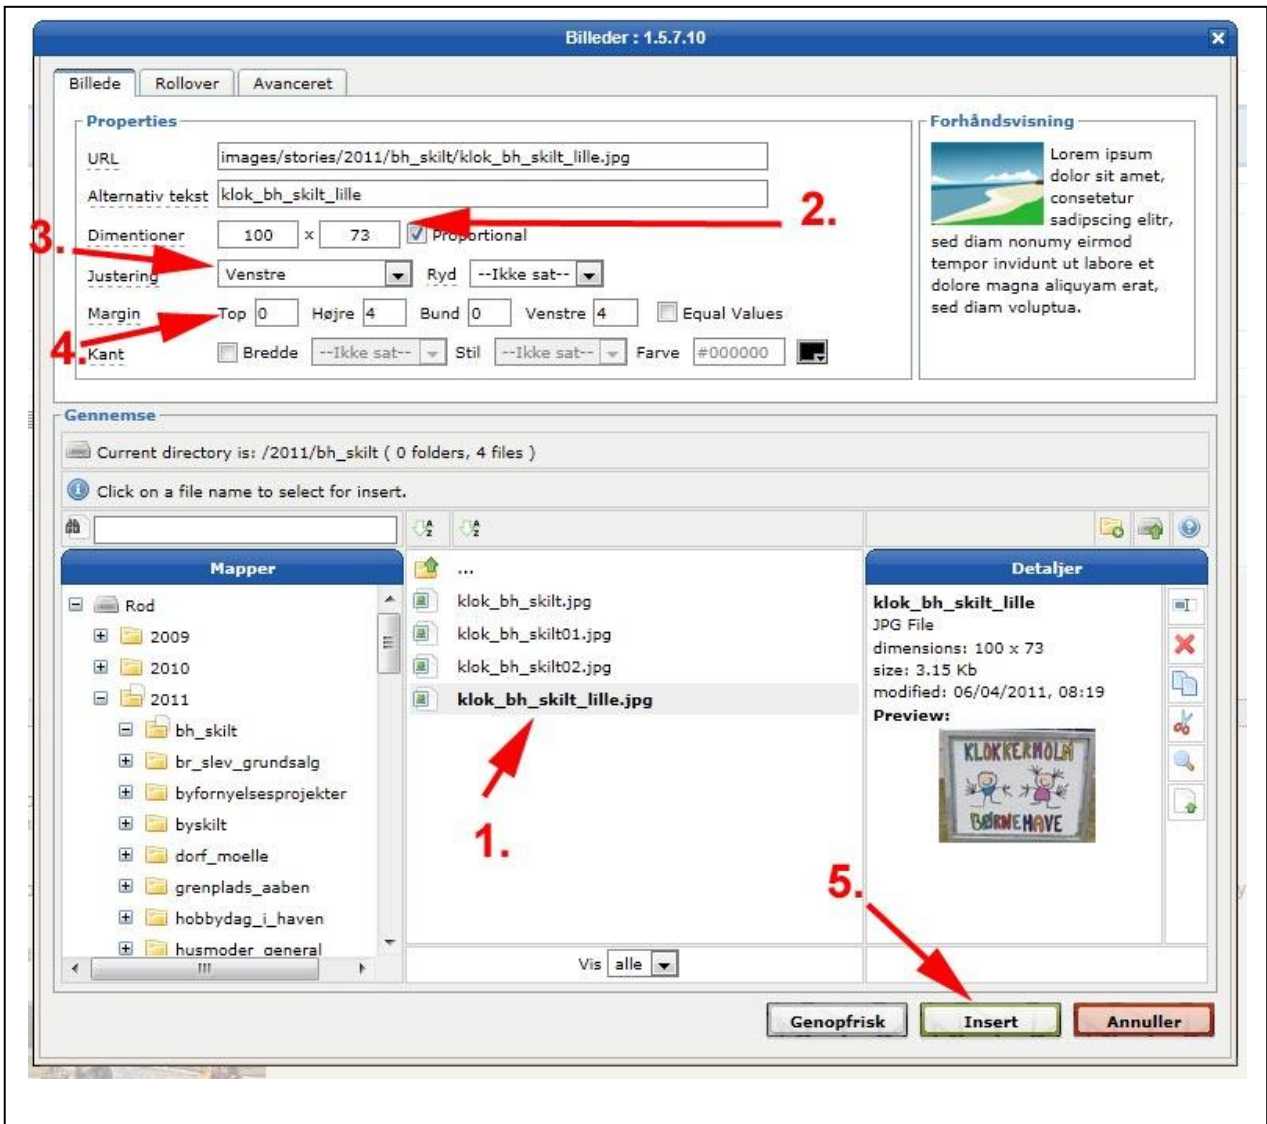 Billeder : 1.5.7.10
Billede Rollover Avanceret
Properties
URL images/stories/2011/bh_skilt/klok_bh_skilt_lille.jpg
Alternativ tekst klok_bh_skilt_lille
2.
Dimentioner 100 x 73 Proportional
3.
Justering Venstre Ryd --Ikke sat--
Margin Top 0 Højre 4 Bund 0 Venstre 4 Equal Values
4.
Kant Bredde --Ikke sat-- Stil --Ikke sat-- Farve #000000
Forhåndsvisning
Lorem ipsum
dolor sit amet,
consetetur
sadipscing elitr,
sed diam nonumy eirmod
tempor invidunt ut labore et
dolore magna aliquyam erat,
sed diam voluptua.
Gennemse
Current directory is: /2011/bh_skilt ( 0 folders, 4 files )
Click on a file name to select for insert.
Mapper
Rod
2009
2010
2011
bh_skilt
br_slev_grundsalg
byfornyelsesprojekter
byskilt
dorf_moelle
grenplads_aaben
hobbydag_i_haven
husmoder_general
...
klok_bh_skilt.jpg
klok_bh_skilt01.jpg
klok_bh_skilt02.jpg
klok_bh_skilt_lille.jpg
1.
Vis alle
Detaljer
klok_bh_skilt_lille
JPG File
dimensions: 100 x 73
size: 3.15 Kb
modified: 06/04/2011, 08:19
Preview:
KLOKKERHOLM
BØRNEHAVE
5.
Genopfrisk Insert Annuller